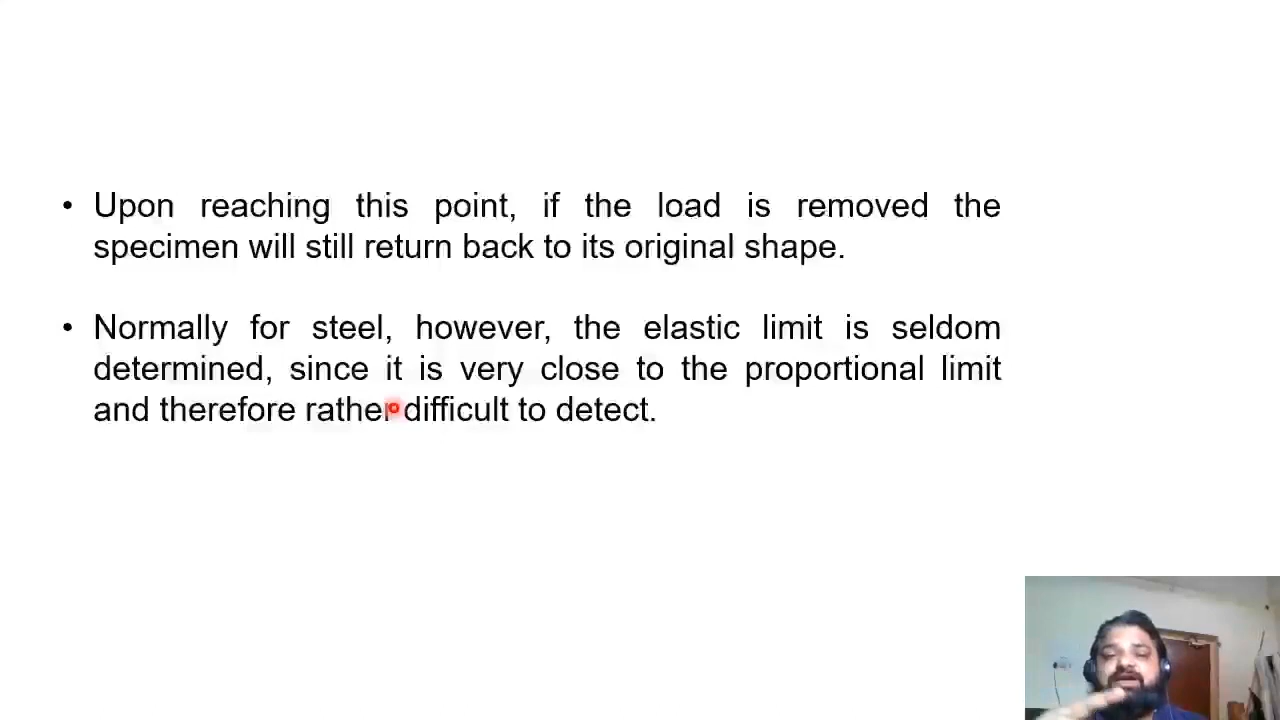 • Upon reaching this point, if the load is removed the
specimen will still return back to its original shape.
• Normally for steel, however, the elastic limit is seldom
determined, since it is very close to the proportional limit
and therefore rather difficult to detect.